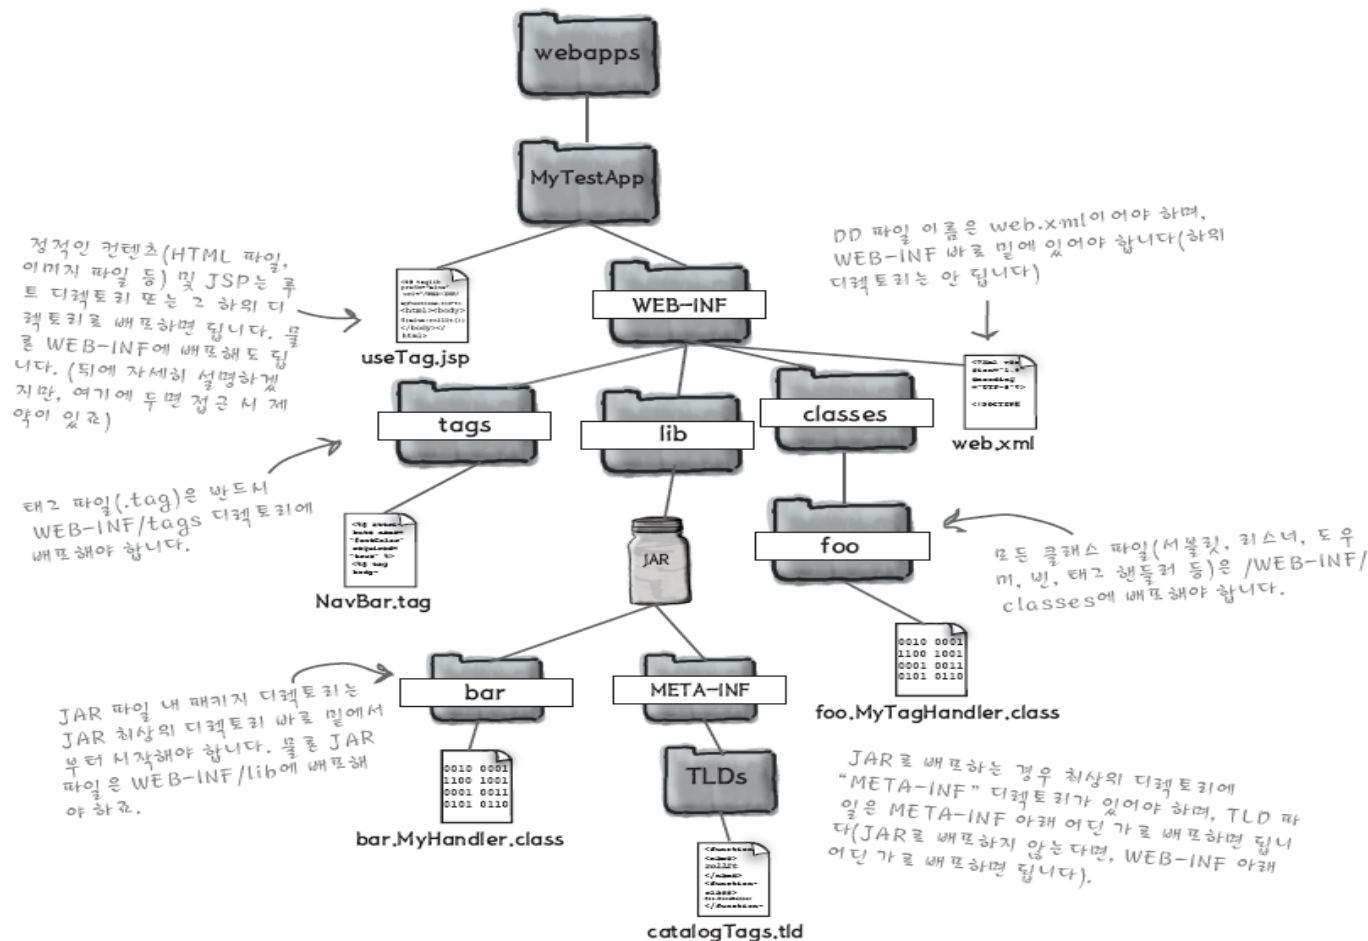 webapps
MyTestApp
정적인 컨텐츠(HTML 파일,
이미지 파일 등) 및 JSP는 루
트 디렉토리 또는 그 하위 디
렉토리로 배포하면 됩니다. 물
론 WEB-INF에 배포해도 됩
니다. (뒤에 자세히 설명하겠
지만, 여기에 두면 접근 시 제
약이 있죠)
<html><body>
</body></
html>
useTag.jsp
WEB-INF
DD 파일 이름은 web.xml이어야 하며,
WEB-INF 바로 밑에 있어야 합니다(하위
디렉토리는 안 됩니다)
web.xml
tags
lib
classes
태그 파일(.tag)은 반드시
WEB-INF/tags 디렉토리에
배포해야 합니다.
NavBar.tag
JAR
foo
모든 클래스 파일(서블릿, 리스너, 도우
미, 빈, 태그 핸들러 등)은 /WEB-INF/
classes에 배포해야 합니다.
0010 0001
1100 1001
0001 0011
0101 0110
foo.MyTagHandler.class
JAR 파일 내 패키지 디렉토리는
JAR 최상위 디렉토리 바로 밑에서
부터 시작해야 합니다. 물론 JAR
파일은 WEB-INF/lib에 배포해
야 하죠.
bar
META-INF
0010 0001
1100 1001
0001 0011
0101 0110
bar.MyHandler.class
TLDs
catalogTags.tld
JAR로 배포하는 경우 최상위 디렉토리에
“META-INF” 디렉토리가 있어야 하며, TLD 파
일은 META-INF 아래 어딘 가로 배포하면 됩니
다(JAR로 배포하지 않는다면, WEB-INF 아래
어딘 가로 배포하면 됩니다).